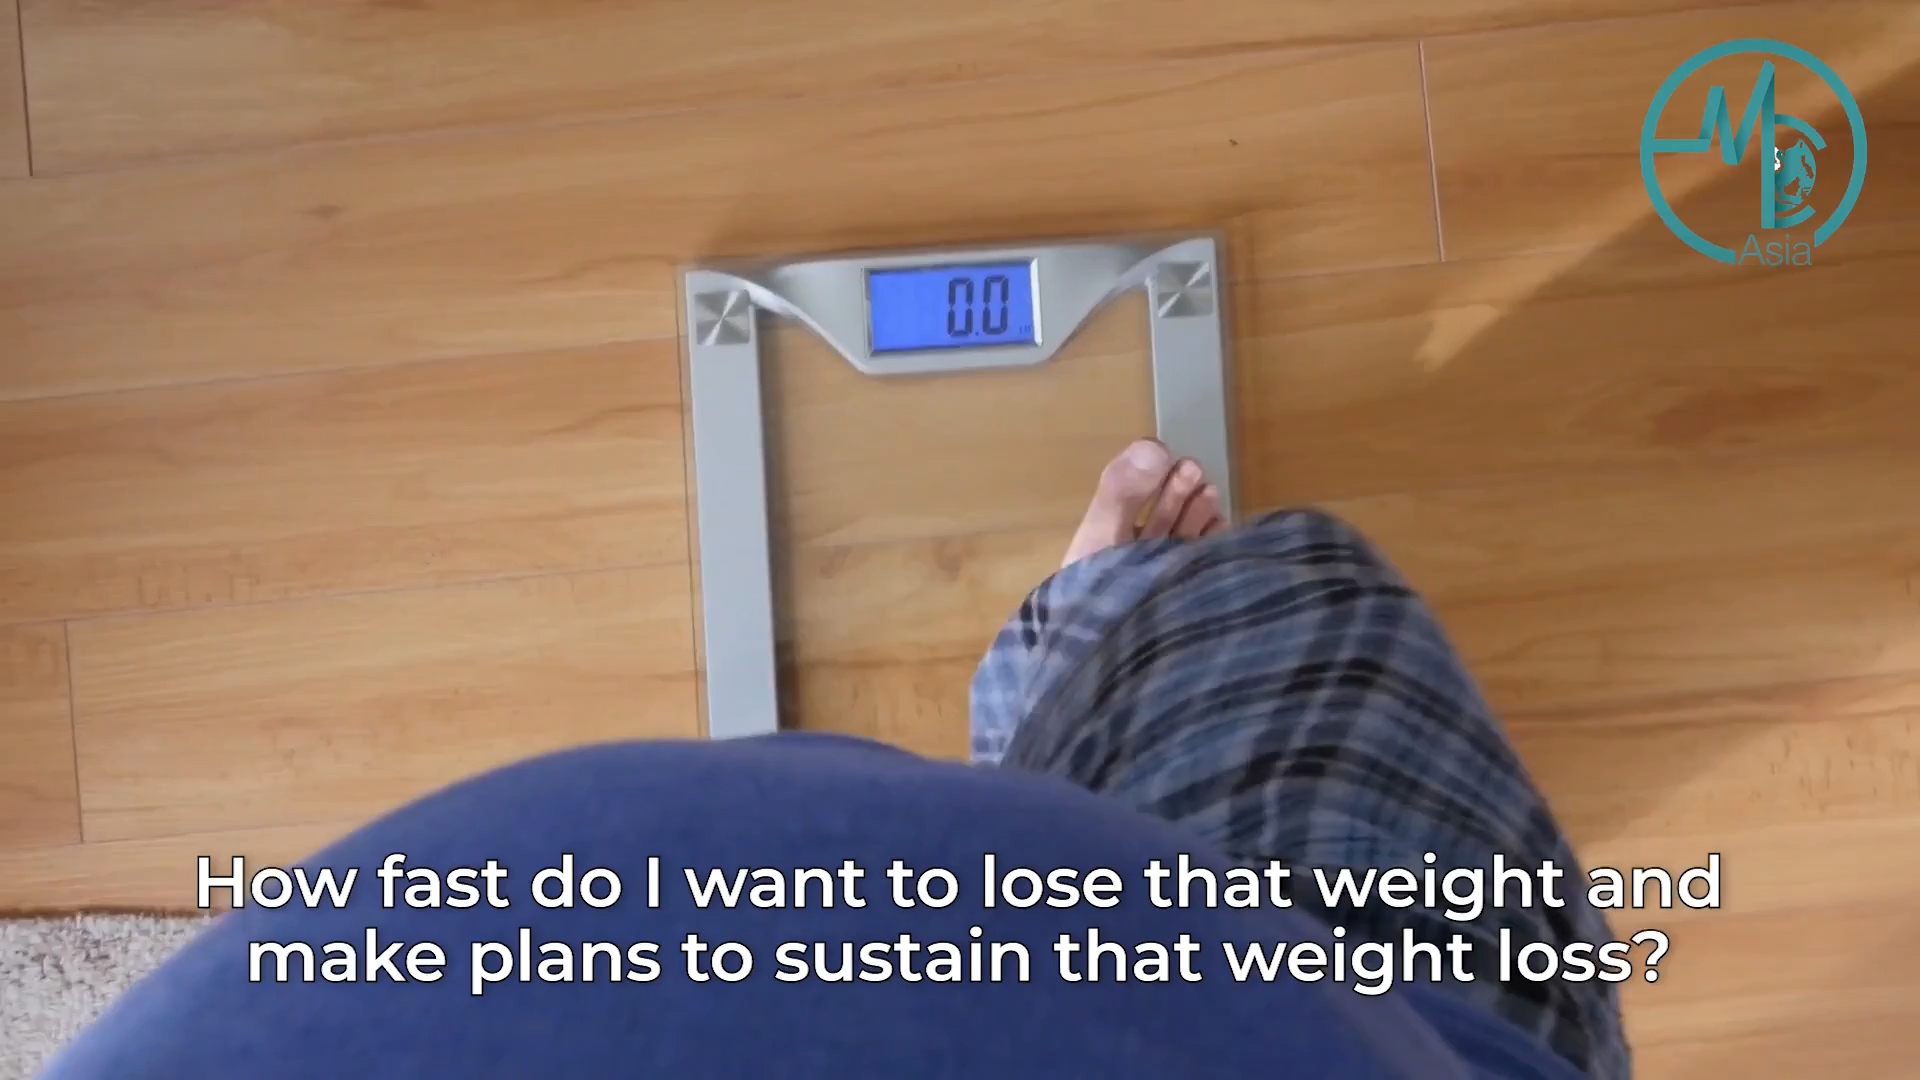 Asia
0.0
How fast do I want to lose that weight and
make plans to sustain that weight loss?